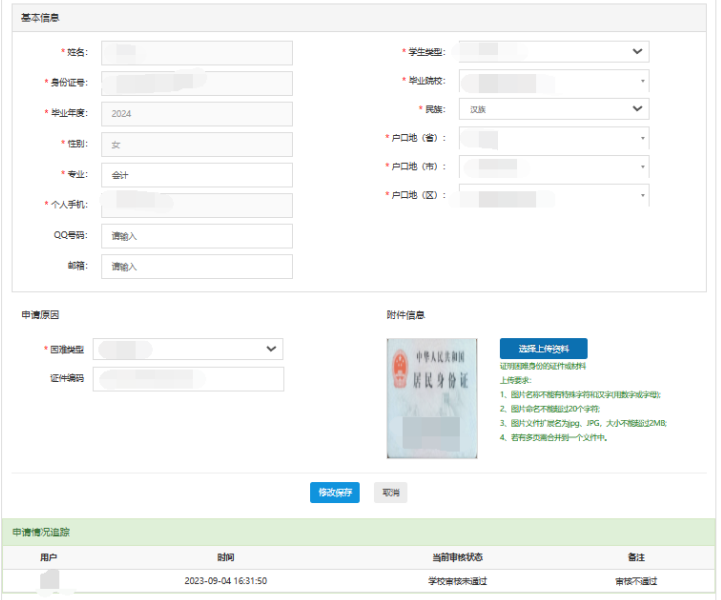 基本信息
* 姓名:
* 学生类型:
* 身份证号:
* 毕业院校:
* 毕业年度: 2024
* 民族: 汉族
* 性别: 女
* 户口地（省）:
* 专业: 会计
* 户口地（市）:
* 个人手机:
* 户口地（区）:
QQ号码: 请输入
邮箱: 请输入
申请原因
* 困难类型
证件编码
附件信息
中华人民共和国
居民身份证
选择上传资料
证明困难身份的证件或材料
上传要求:
1、图片名称不能有特殊字符和汉字(用数字或字母);
2、图片命名不能超过20个字符;
3、图片文件扩展名为jpg、JPG，大小不能超过2MB;
4、若有多页需合并到一个文件中。
修改保存 取消
申请情况追踪
用户 时间 当前审核状态 备注
2023-09-04 16:31:50 学校审核未通过 审核不通过